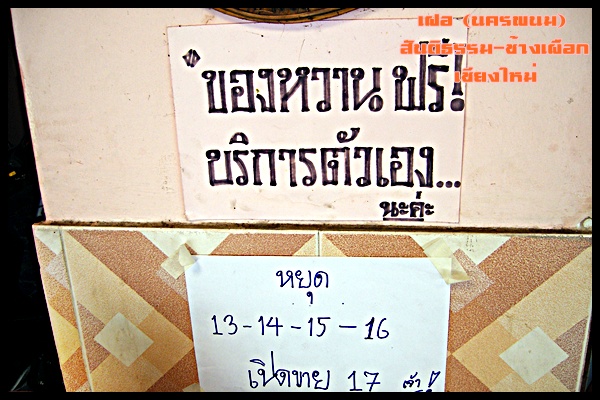 เฝอ (นครพนม)
สันติธรรม-ช้างเผือก
เชียงใหม่
*ของหวาน ฟรี!
บริการตัวเอง...
นะค่ะ
หยุด
13-14-15-16
เปิดขาย 17